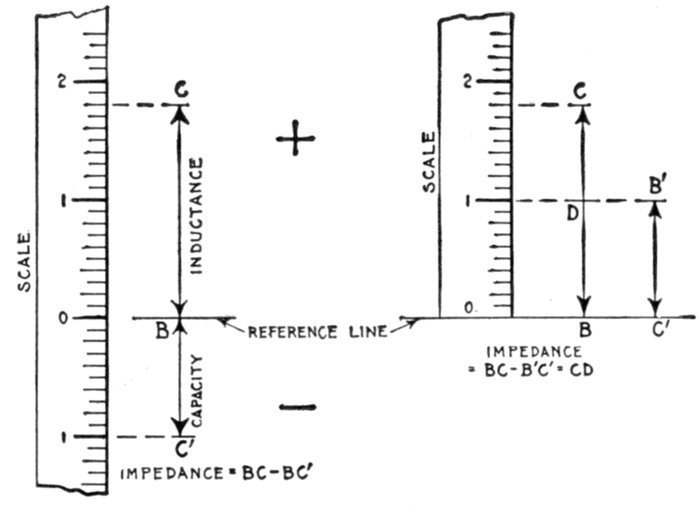 SCALE
2
1
0
1
C
INDUCTANCE
B
CAPACITY
C'
+
−
IMPEDANCE = BC-BC'
REFERENCE LINE
SCALE
2
1
0
C
D
B
B'
C'
IMPEDANCE
= BC-B'C' = CD